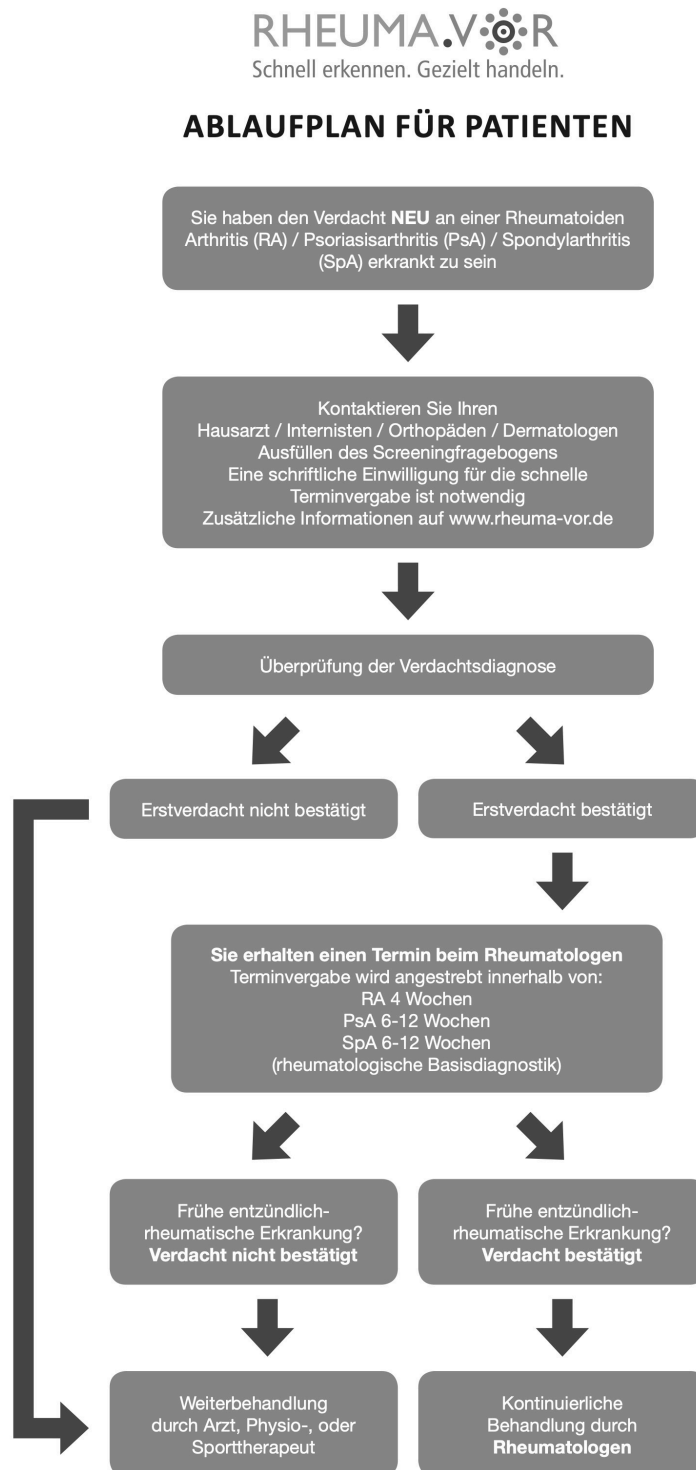 RHEUMA.VOR
Schnell erkennen. Gezielt handeln.
ABLAUFPLAN FÜR PATIENTEN
Sie haben den Verdacht NEU an einer Rheumatoiden
Arthritis (RA) / Psoriasisarthritis (PsA) / Spondylarthritis
(SpA) erkrankt zu sein
Kontaktieren Sie Ihren
Hausarzt / Internisten / Orthopäden / Dermatologen
Ausfüllen des Screeningfragebogens
Eine schriftliche Einwilligung für die schnelle
Terminvergabe ist notwendig
Zusätzliche Informationen auf www.rheuma-vor.de
Überprüfung der Verdachtsdiagnose
Erstverdacht nicht bestätigt
Erstverdacht bestätigt
Sie erhalten einen Termin beim Rheumatologen
Terminvergabe wird angestrebt innerhalb von:
RA 4 Wochen
PsA 6-12 Wochen
SpA 6-12 Wochen
(rheumatologische Basisdiagnostik)
Frühe entzündlich-
rheumatische Erkrankung?
Verdacht nicht bestätigt
Frühe entzündlich-
rheumatische Erkrankung?
Verdacht bestätigt
Weiterbehandlung
durch Arzt, Physio-, oder
Sporttherapeut
Kontinuierliche
Behandlung durch
Rheumatologen